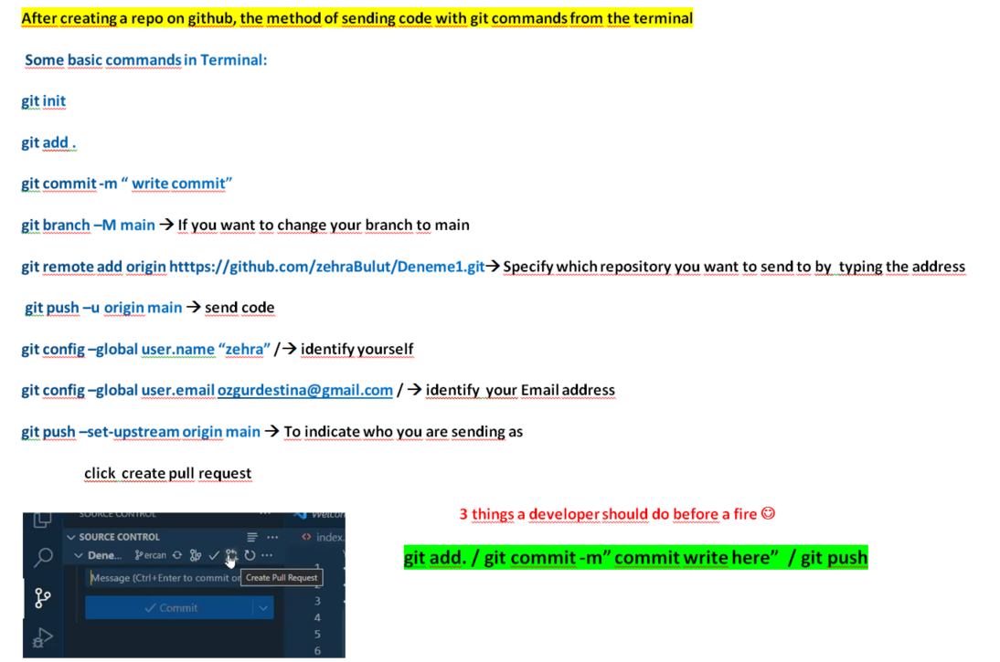 After creating a repo on github, the method of sending code with git commands from the terminal
Some basic commands in Terminal:
git init
git add .
git commit -m “ write commit”
git branch –M main → If you want to change your branch to main
git remote add origin htttps://github.com/zehraBulut/Deneme1.git→ Specify which repository you want to send to by typing the address
git push –u origin main → send code
git config –global user.name “zehra” /→ identify yourself
git config –global user.email ozgurdestina@gmail.com / → identify your Email address
git push –set-upstream origin main → To indicate who you are sending as
click create pull request
3 things a developer should do before a fire ☺
git add. / git commit -m” commit write here” / git push
SOURCE CONTROL
Welcom
SOURCE CONTROL ···
index.
Dene... ercan ···
Message (Ctrl+Enter to commit or
Create Pull Request
1
Commit
3
4
5
6